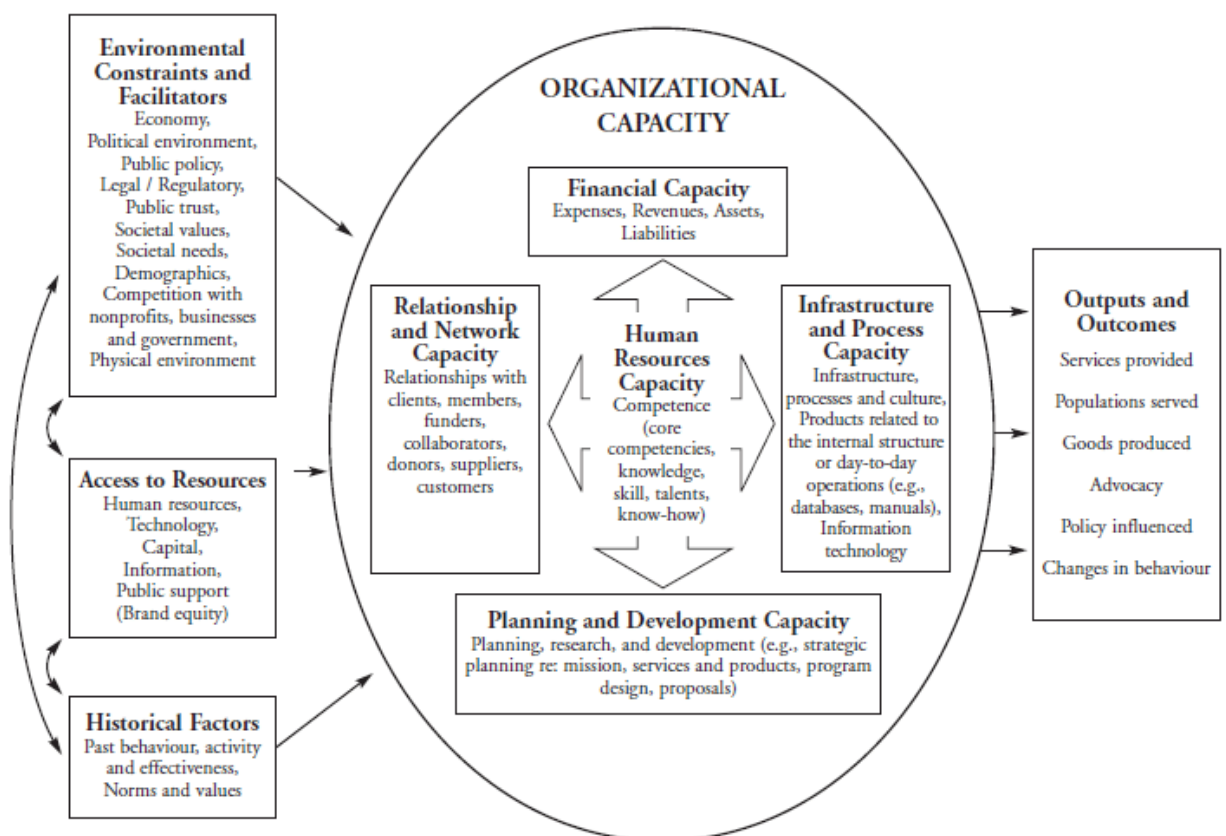 Environmental
Constraints and
Facilitators
Economy,
Political environment,
Public policy,
Legal / Regulatory,
Public trust,
Societal values,
Societal needs,
Demographics,
Competition with
nonprofits, businesses
and government,
Physical environment
Access to Resources
Human resources,
Technology,
Capital,
Information,
Public support
(Brand equity)
Historical Factors
Past behaviour, activity
and effectiveness,
Norms and values
ORGANIZATIONAL
CAPACITY
Financial Capacity
Expenses, Revenues, Assets,
Liabilities
Relationship
and Network
Capacity
Relationships with
clients, members,
funders,
collaborators,
donors, suppliers,
customers
Human
Resources
Capacity
Competence
(core
competencies,
knowledge,
skill, talents,
know-how)
Infrastructure
and Process
Capacity
Infrastructure,
processes and culture,
Products related to
the internal structure
or day-to-day
operations (e.g.,
databases, manuals),
Information
technology
Planning and Development Capacity
Planning, research, and development (e.g., strategic
planning re: mission, services and products, program
design, proposals)
Outputs and
Outcomes
Services provided
Populations served
Goods produced
Advocacy
Policy influenced
Changes in behaviour